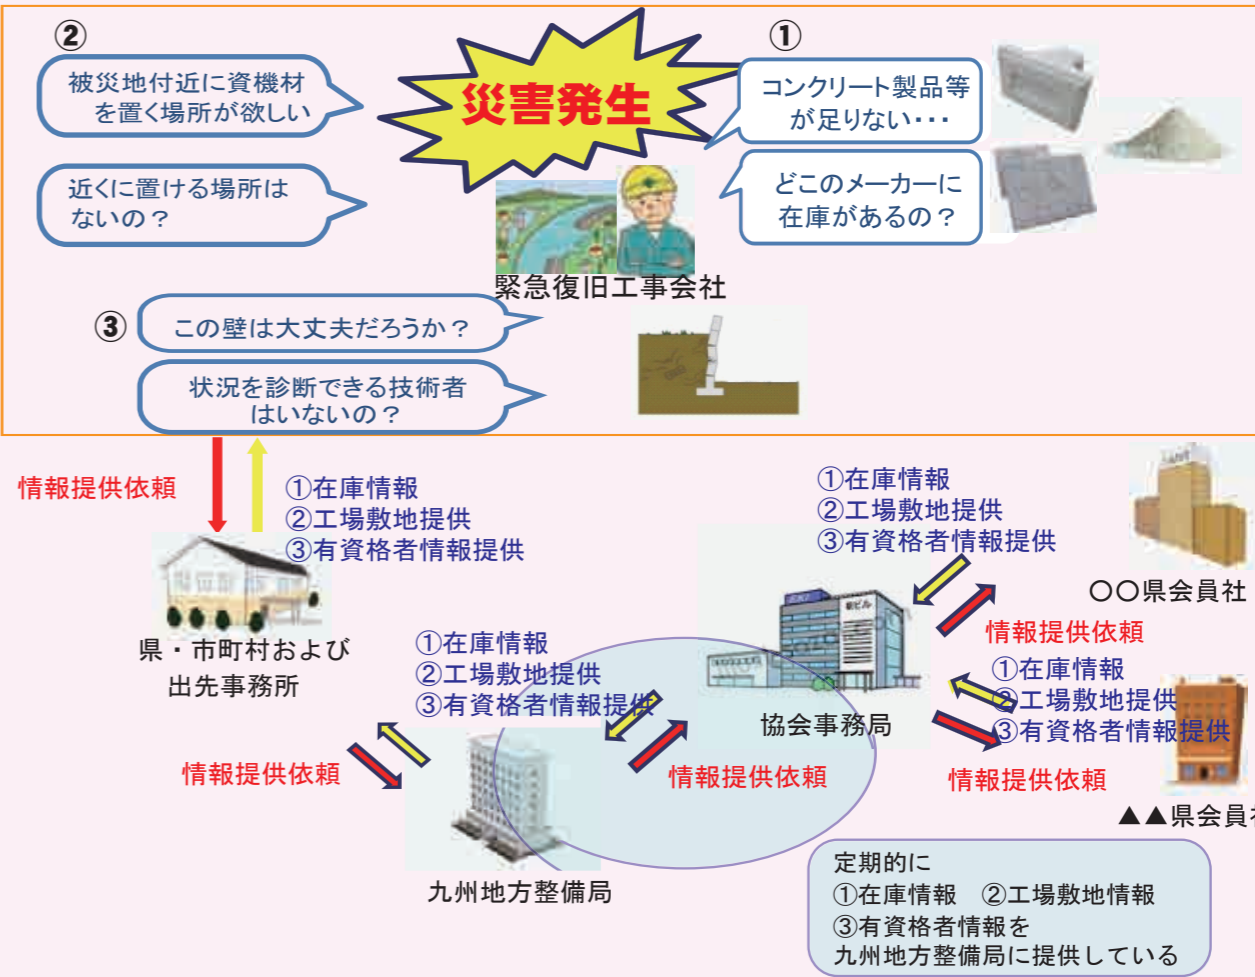 ②
被災地付近に資機材
を置く場所が欲しい
近くに置ける場所は
ないの？
災害発生
①
コンクリート製品等
が足りない・・・
どこのメーカーに
在庫があるの？
緊急復旧工事会社
③
この壁は大丈夫だろうか？
状況を診断できる技術者
はいないの？
情報提供依頼
①在庫情報
②工場敷地提供
③有資格者情報提供
県・市町村および
出先事務所
①在庫情報
②工場敷地提供
③有資格者情報提供
〇〇県会員社
情報提供依頼
①在庫情報
②工場敷地提供
③有資格者情報提供
協会事務局
①在庫情報
②工場敷地提供
③有資格者情報提供
情報提供依頼
情報提供依頼
情報提供依頼
▲▲県会員社
九州地方整備局
定期的に
①在庫情報　②工場敷地情報
③有資格者情報を
九州地方整備局に提供している